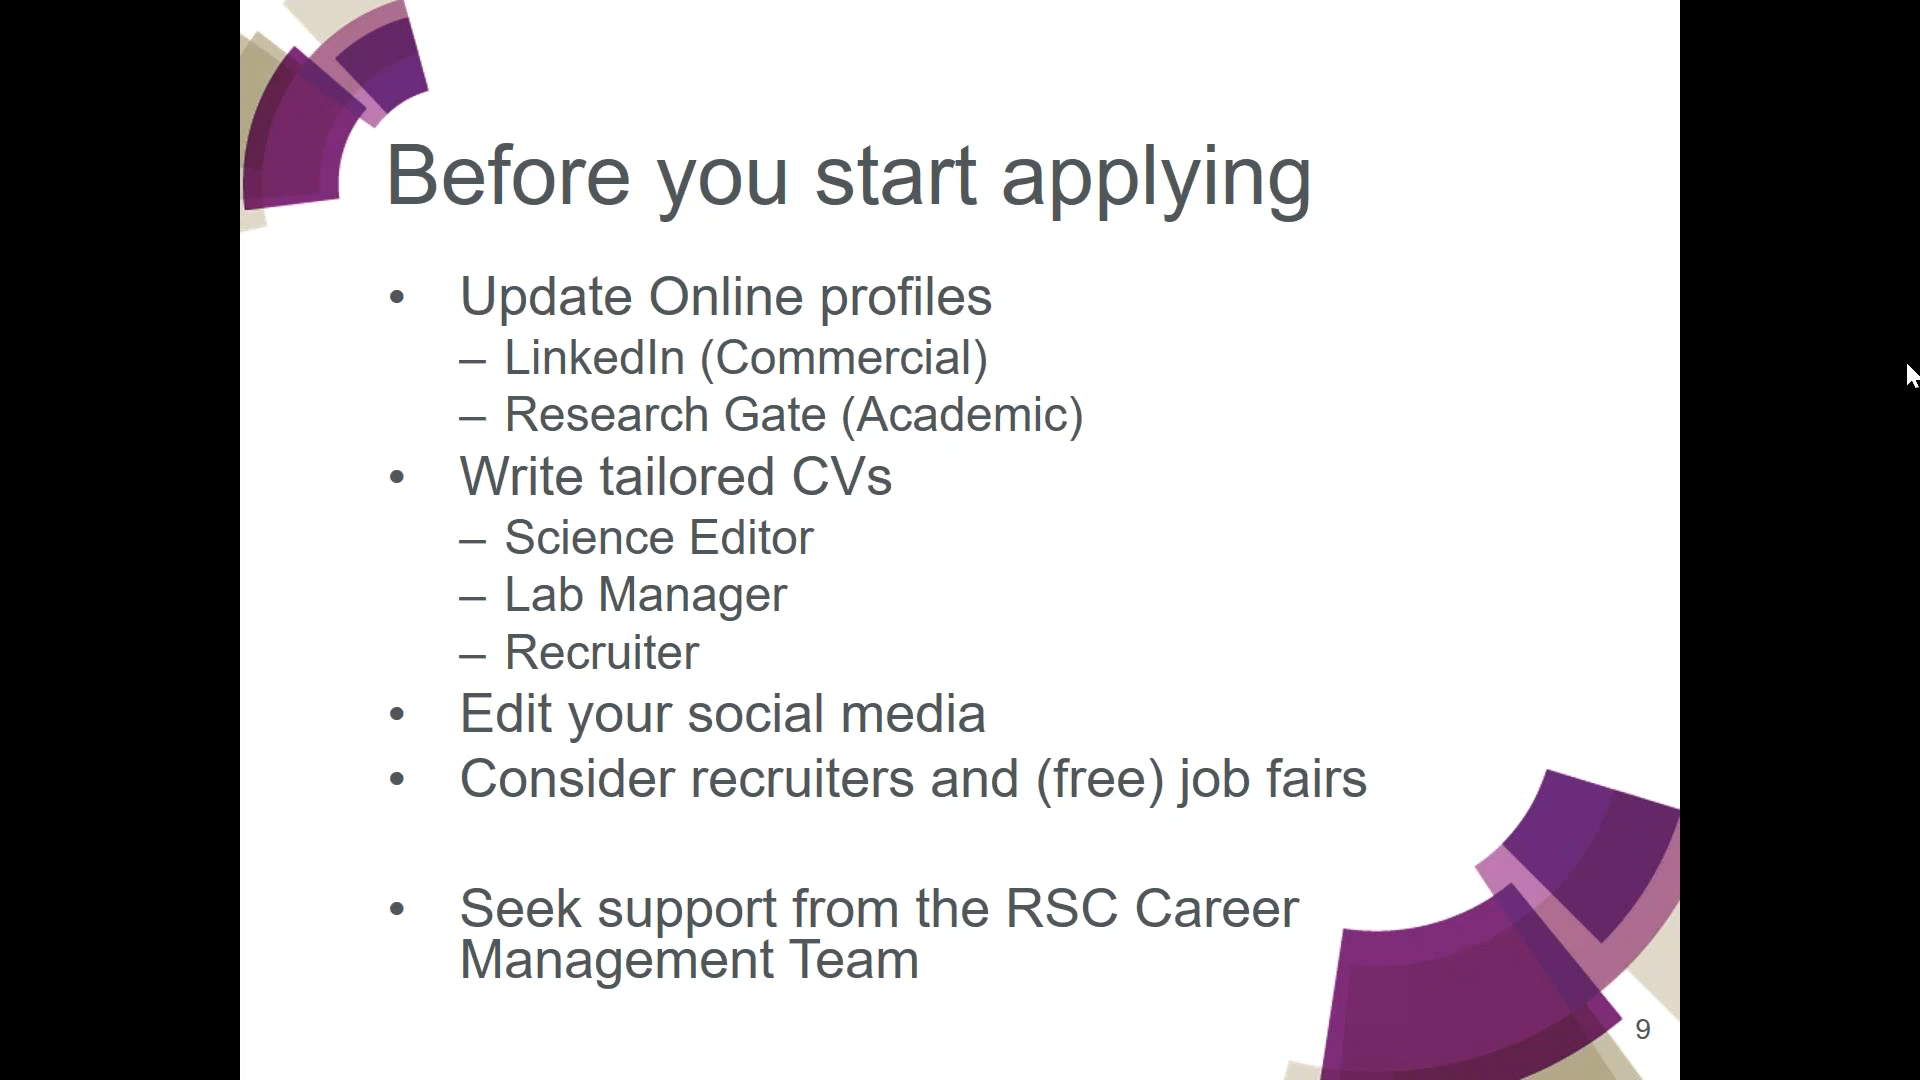 Before you start applying
• Update Online profiles
– LinkedIn (Commercial)
– Research Gate (Academic)
• Write tailored CVs
– Science Editor
– Lab Manager
– Recruiter
• Edit your social media
• Consider recruiters and (free) job fairs
• Seek support from the RSC Career
Management Team
9